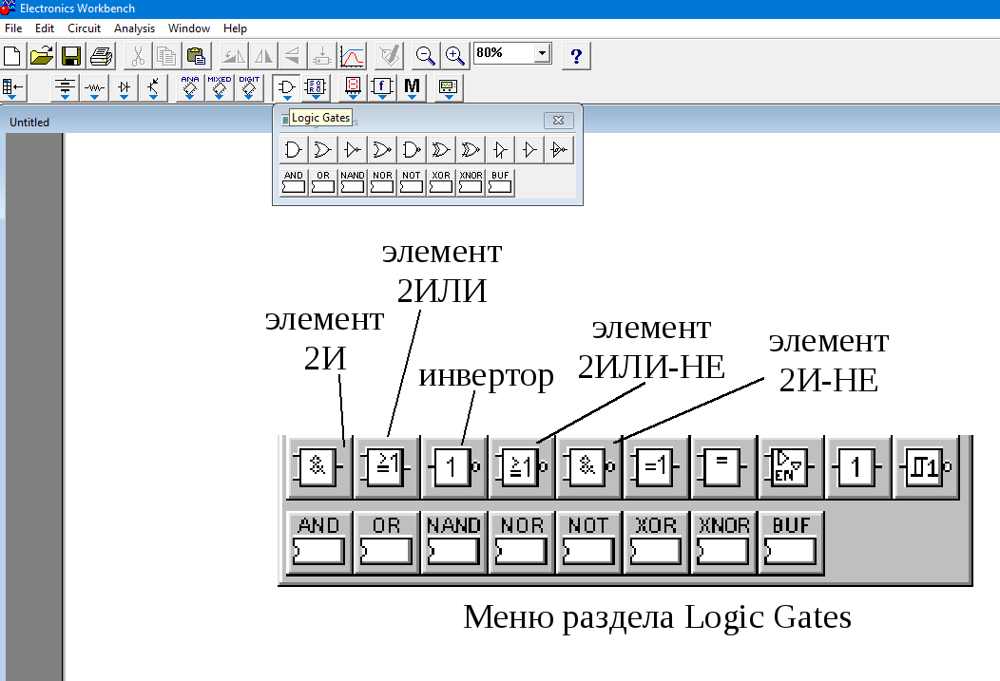 Electronics Workbench
File Edit Circuit Analysis Window Help
80% ?
ANA MIXED DIGIT f M
Untitled
Logic Gates
AND OR NAND NOR NOT XOR XNOR BUF
элемент
2ИЛИ
элемент
2И
инвертор
элемент
2ИЛИ-НЕ
элемент
2И-НЕ
& ≥1 1 ≥1 & =1 = EN 1 1
AND OR NAND NOR NOT XOR XNOR BUF
Меню раздела Logic Gates